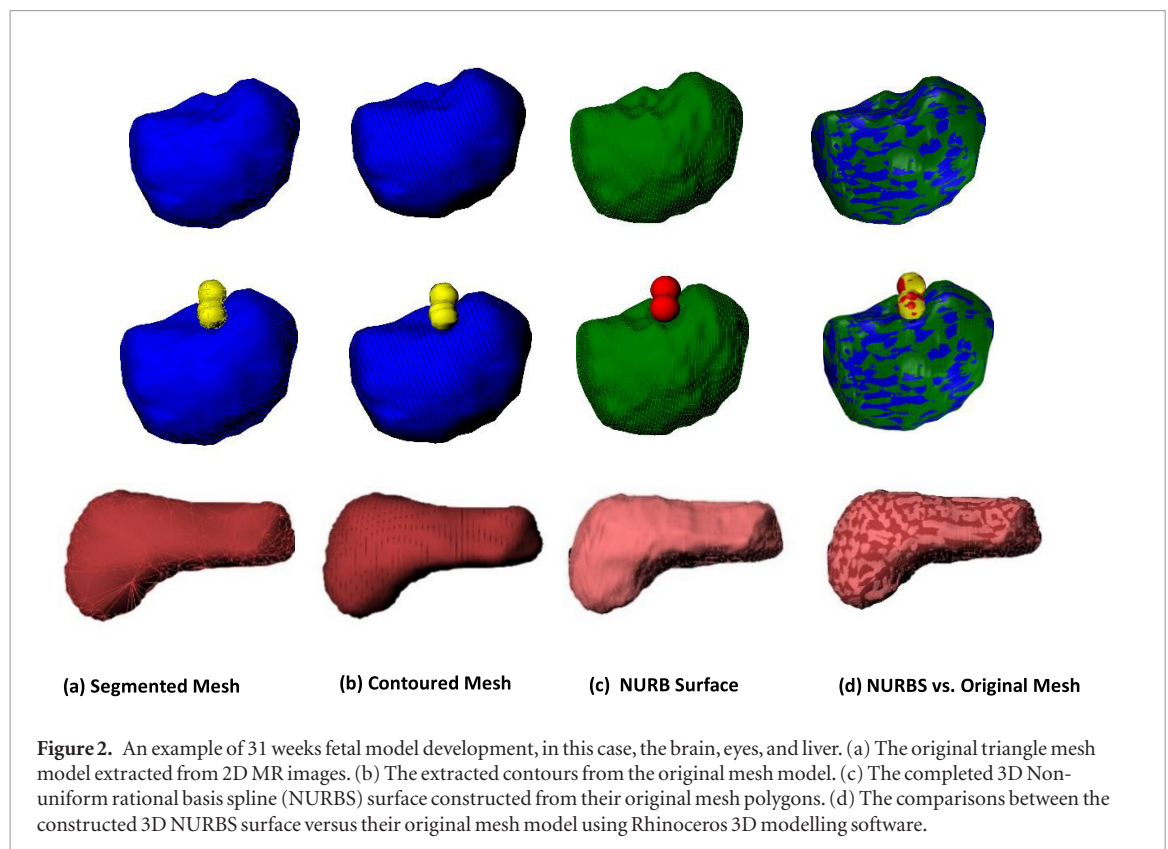 (a) Segmented Mesh
(b) Contoured Mesh
(c) NURB Surface
(d) NURBS vs. Original Mesh
Figure 2. An example of 31 weeks fetal model development, in this case, the brain, eyes, and liver. (a) The original triangle mesh
model extracted from 2D MR images. (b) The extracted contours from the original mesh model. (c) The completed 3D Non-
uniform rational basis spline (NURBS) surface constructed from their original mesh polygons. (d) The comparisons between the
constructed 3D NURBS surface versus their original mesh model using Rhinoceros 3D modelling software.